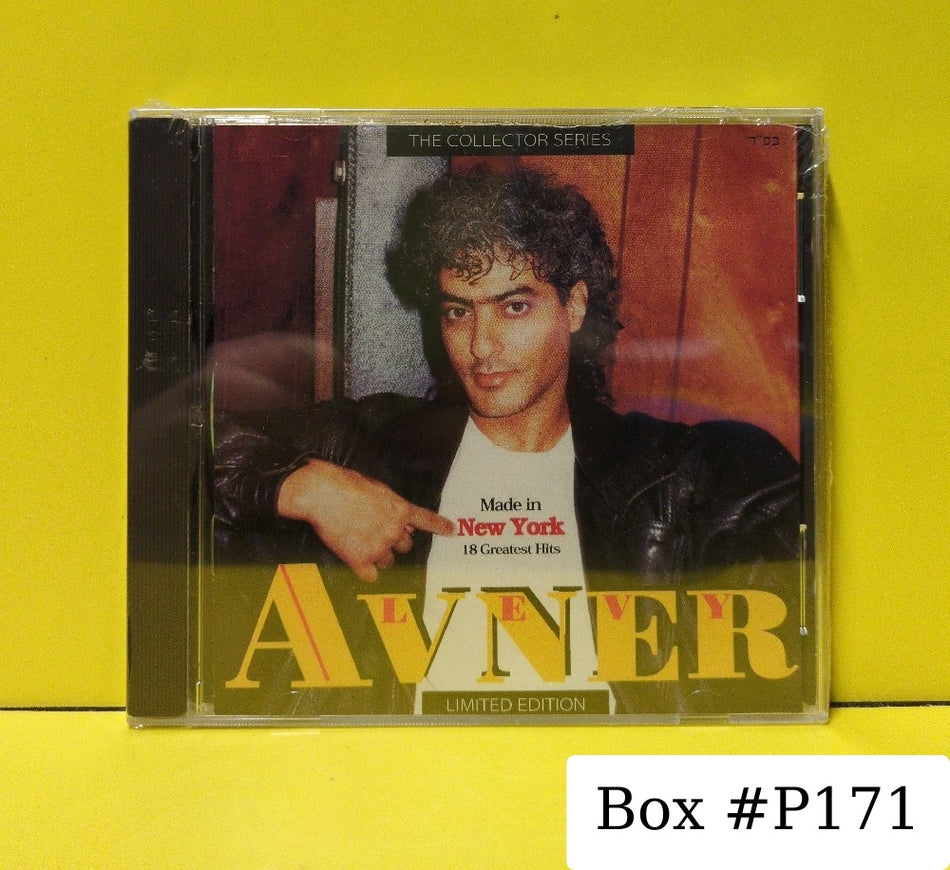 THE COLLECTOR SERIES
בס"ד
Made in
New York
18 Greatest Hits
LEVY
AVNER
LIMITED EDITION
Box #P171